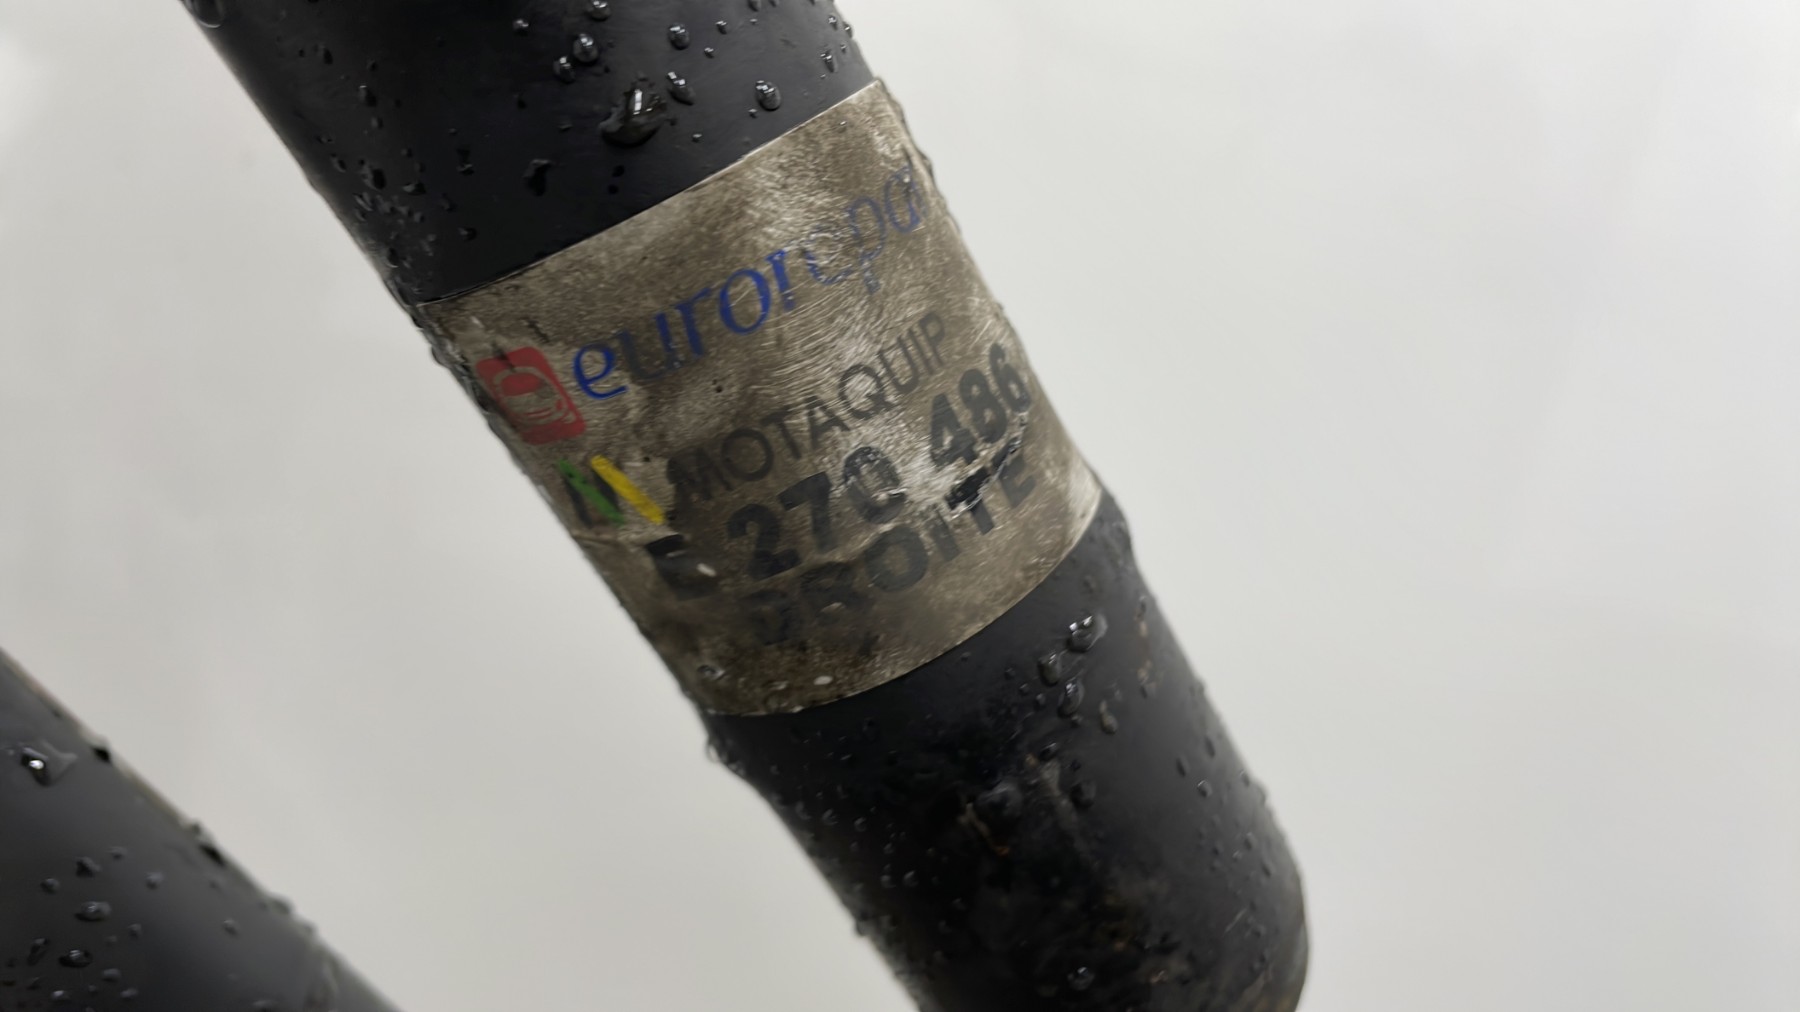 eurorepar
MOTAQUIP
E 270 486
DROITE